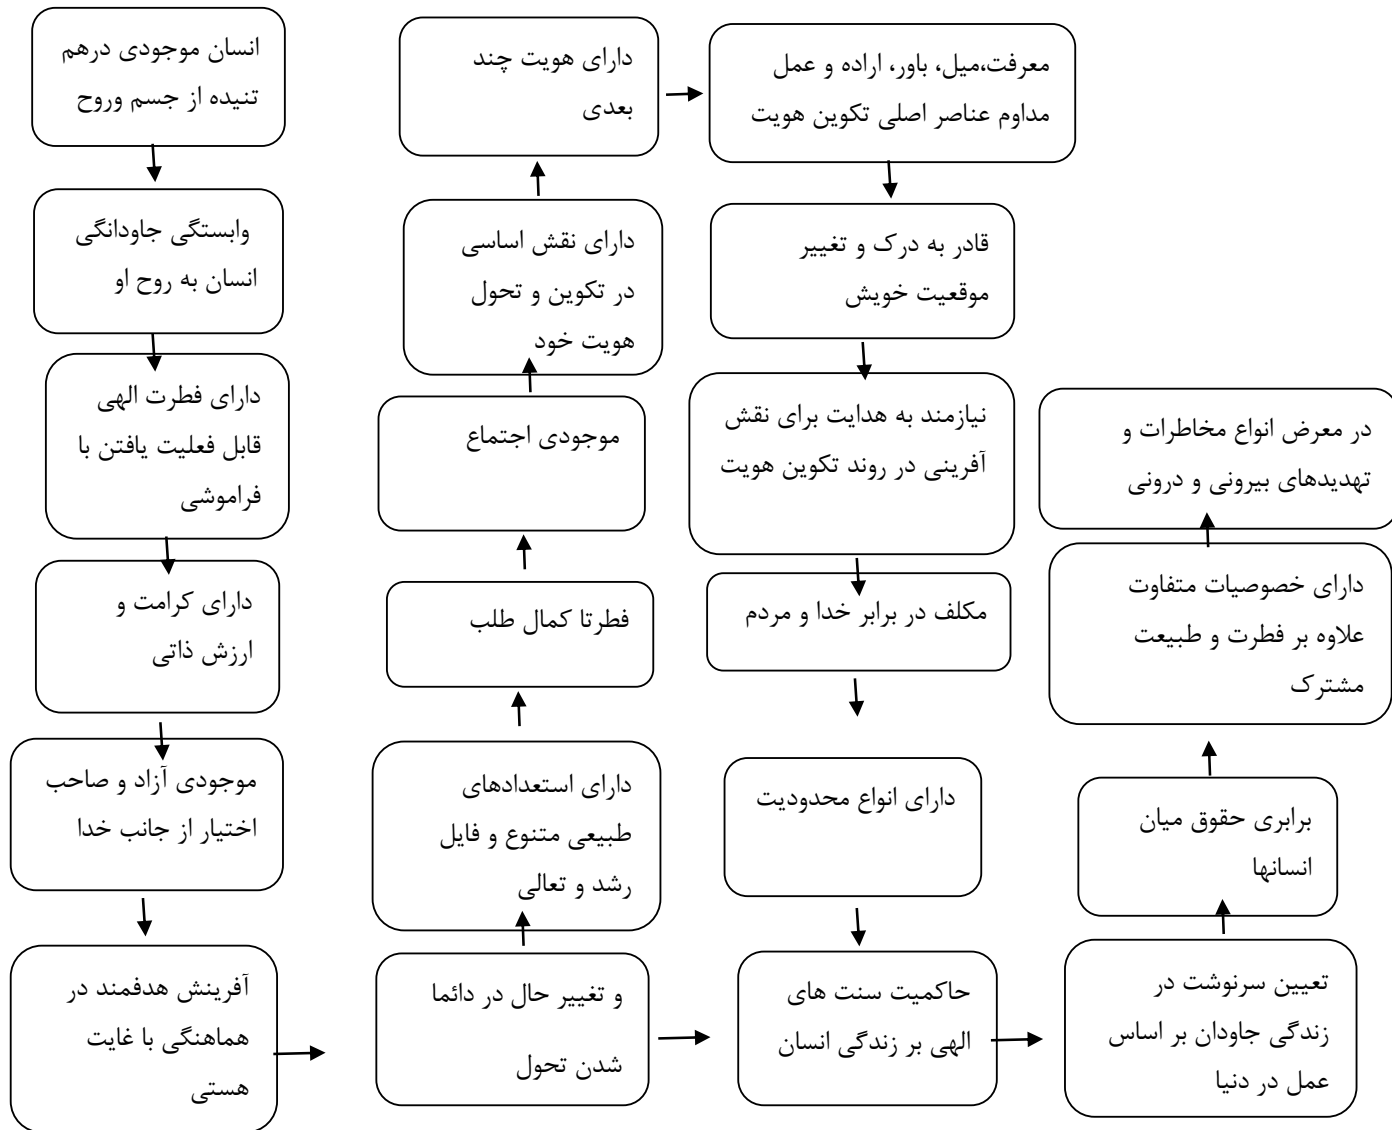 انسان موجودی درهم
تنیده از جسم وروح
وابستگی جاودانگی
انسان به روح او
دارای فطرت الهی
قابل فعلیت یافتن با
فراموشی
دارای کرامت و
ارزش ذاتی
موجودی آزاد و صاحب
اختیار از جانب خدا
آفرینش هدفمند در
هماهنگی با غایت
هستی
و تغییر حال در دائما
شدن تحول
دارای استعدادهای
طبیعی متنوع و فایل
رشد و تعالی
فطرتا کمال طلب
موجودی اجتماع
دارای نقش اساسی
در تکوین و تحول
هویت خود
دارای هویت چند
بعدی
معرفت،میل، باور، اراده و عمل
مداوم عناصر اصلی تکوین هویت
قادر به درک و تغییر
موقعیت خویش
نیازمند به هدایت برای نقش
آفرینی در روند تکوین هویت
مکلف در برابر خدا و مردم
دارای انواع محدودیت
حاکمیت سنت های
الهی بر زندگی انسان
تعیین سرنوشت در
زندگی جاودان بر اساس
عمل در دنیا
برابری حقوق میان
انسانها
دارای خصوصیات متفاوت
علاوه بر فطرت و طبیعت
مشترک
در معرض انواع مخاطرات و
تهدیدهای بیرونی و درونی